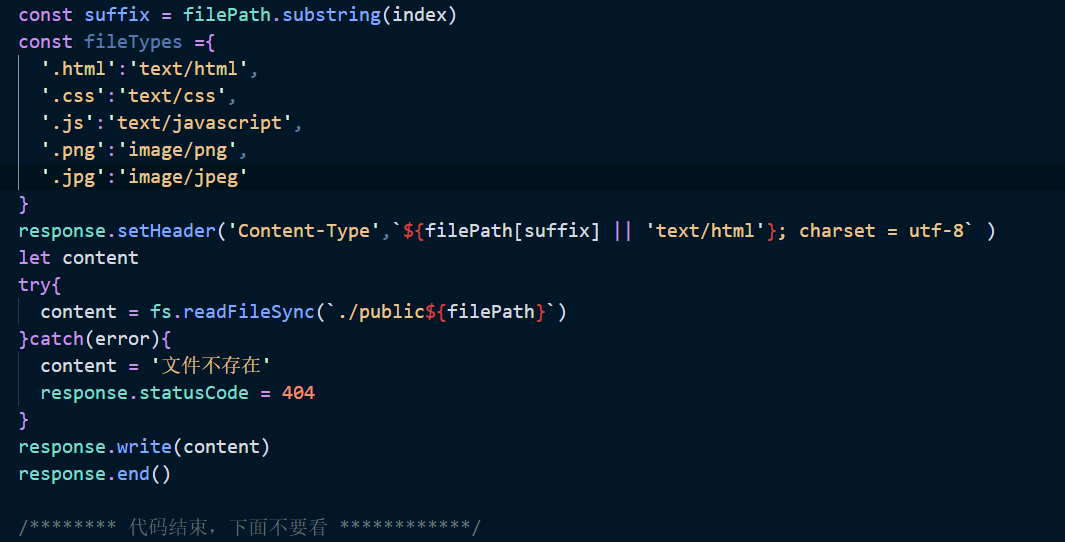 const suffix = filePath.substring(index)
const fileTypes ={
'.html':'text/html',
'.css':'text/css',
'.js':'text/javascript',
'.png':'image/png',
'.jpg':'image/jpeg'
}
response.setHeader('Content-Type',`${filePath[suffix] || 'text/html'}; charset = utf-8` )
let content
try{
content = fs.readFileSync(`./public${filePath}`)
}catch(error){
content = '文件不存在'
response.statusCode = 404
}
response.write(content)
response.end()
/******** 代码结束，下面不要看 ************/